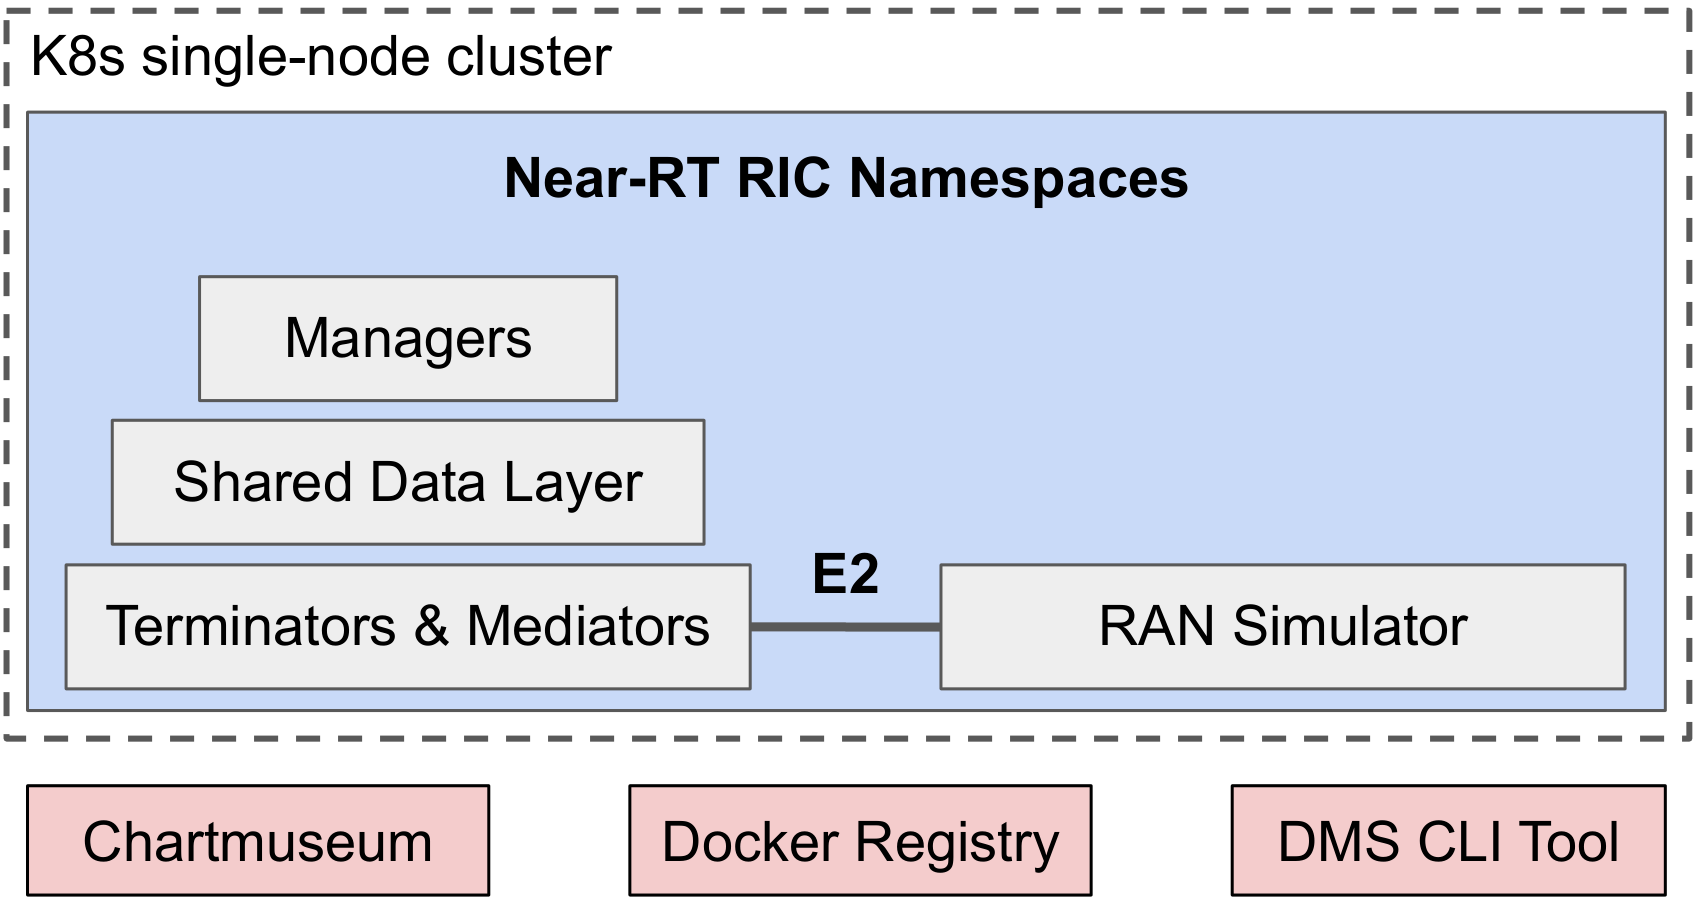 K8s single-node cluster
Near-RT RIC Namespaces
Managers
Shared Data Layer
E2
Terminators & Mediators
RAN Simulator
Chartmuseum
Docker Registry
DMS CLI Tool